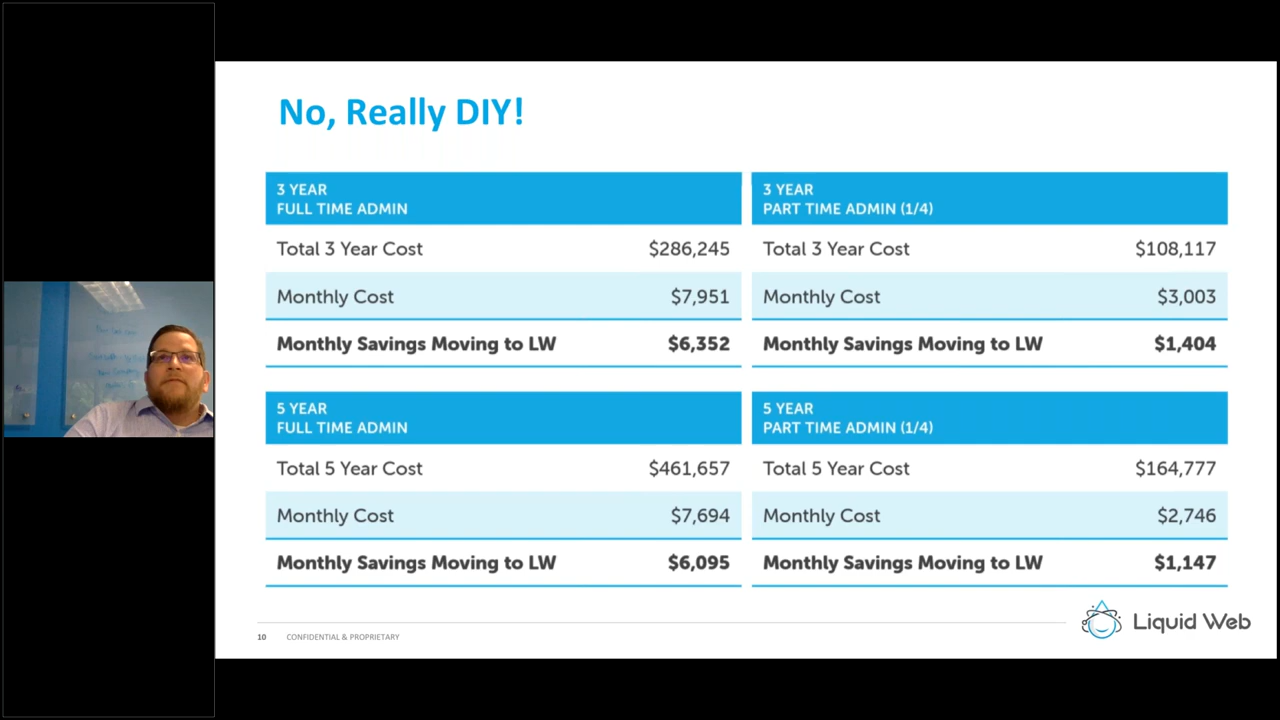 No, Really DIY!
3 YEAR
FULL TIME ADMIN
Total 3 Year Cost $286,245
Monthly Cost $7,951
Monthly Savings Moving to LW $6,352
3 YEAR
PART TIME ADMIN (1/4)
Total 3 Year Cost $108,117
Monthly Cost $3,003
Monthly Savings Moving to LW $1,404
5 YEAR
FULL TIME ADMIN
Total 5 Year Cost $461,657
Monthly Cost $7,694
Monthly Savings Moving to LW $6,095
5 YEAR
PART TIME ADMIN (1/4)
Total 5 Year Cost $164,777
Monthly Cost $2,746
Monthly Savings Moving to LW $1,147
10 CONFIDENTIAL & PROPRIETARY
Liquid Web